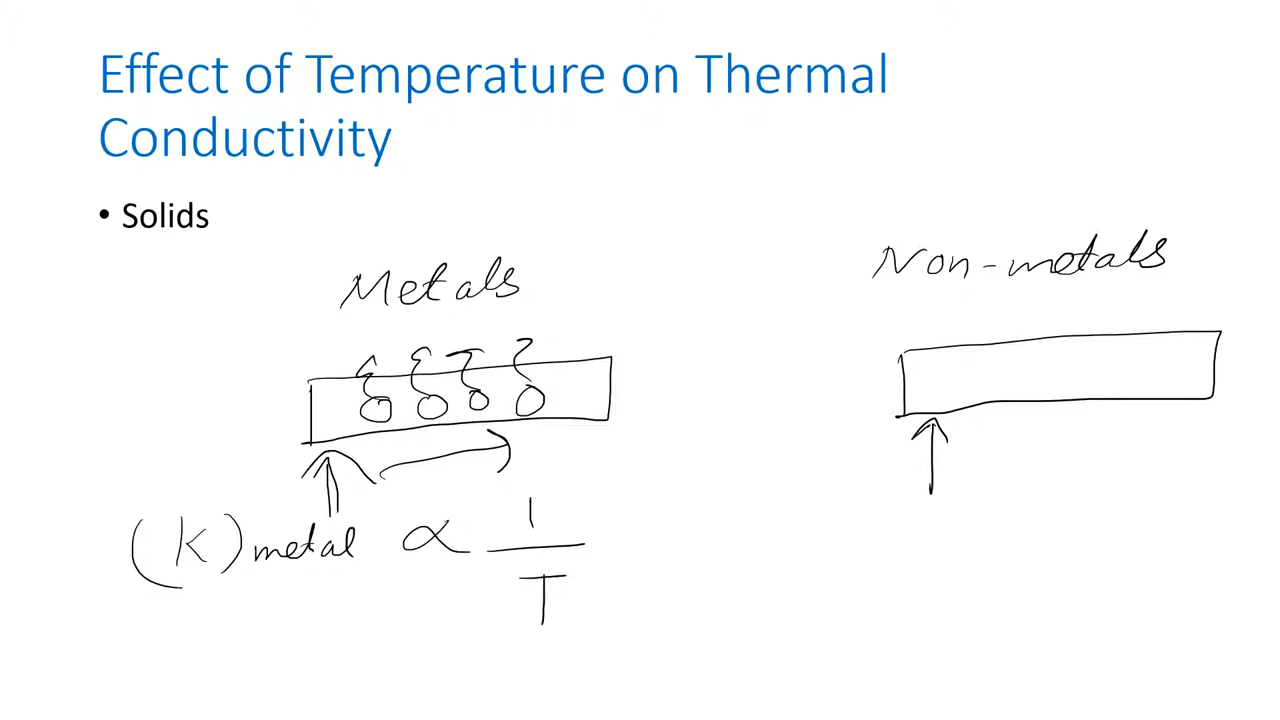 Effect of Temperature on Thermal
Conductivity
• Solids
Metals
Non-metals
(K)metal ∝ 1/T